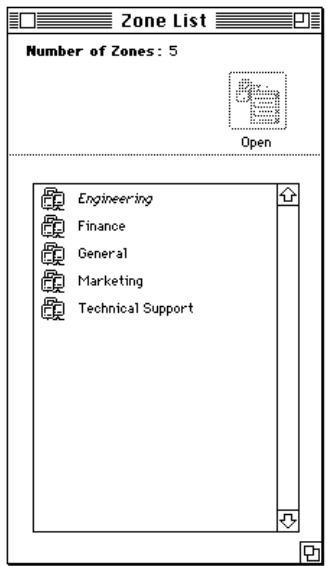 Zone List
Number of Zones: 5
Open
Engineering
Finance
General
Marketing
Technical Support